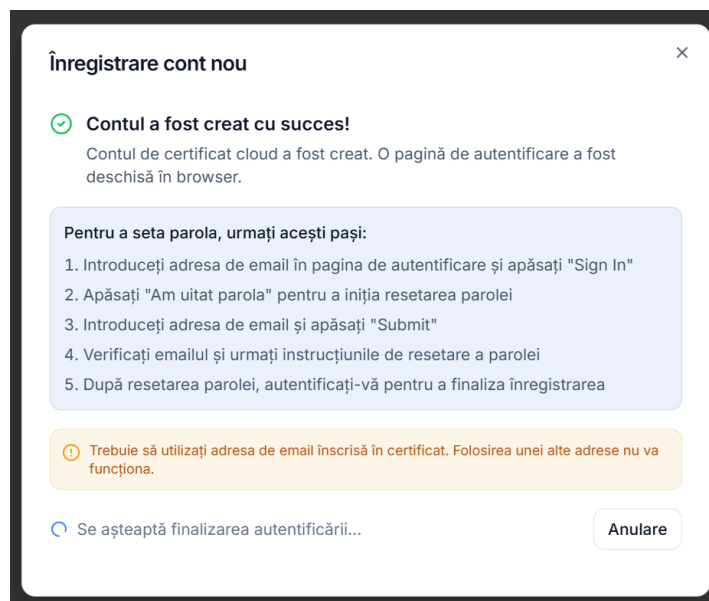 Înregistrare cont nou
Contul a fost creat cu succes!
Contul de certificat cloud a fost creat. O pagină de autentificare a fost
deschisă în browser.
Pentru a seta parola, urmați acești pași:
1. Introduceți adresa de email în pagina de autentificare și apăsați "Sign In"
2. Apăsați "Am uitat parola" pentru a iniția resetarea parolei
3. Introduceți adresa de email și apăsați "Submit"
4. Verificați emailul și urmați instrucțiunile de resetare a parolei
5. După resetarea parolei, autentificați-vă pentru a finaliza înregistrarea
Trebuie să utilizați adresa de email înscrisă în certificat. Folosirea unei alte adrese nu va
funcționa.
Se așteaptă finalizarea autentificării...
Anulare